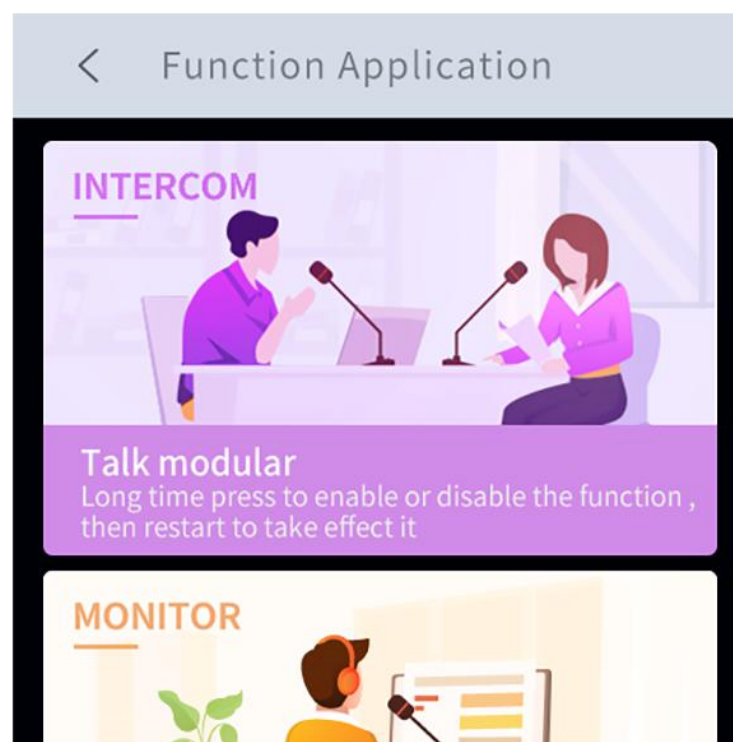 Function Application
INTERCOM
Talk modular
Long time press to enable or disable the function ,
then restart to take effect it
MONITOR